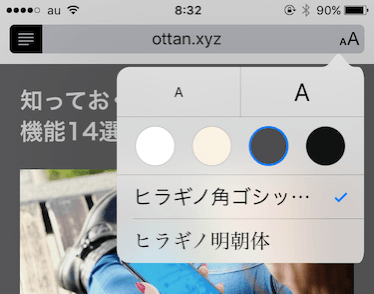 au 8:32 90%
ottan.xyz AA
知っておく
機能14選
A A
ヒラギノ角ゴシッ…
ヒラギノ明朝体